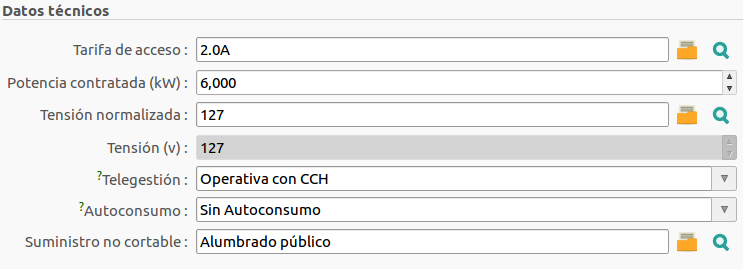 Datos técnicos
Tarifa de acceso : 2.0A
Potencia contratada (kW) : 6,000
Tensión normalizada : 127
Tensión (v) : 127
?Telegestión : Operativa con CCH
?Autoconsumo : Sin Autoconsumo
Suministro no cortable : Alumbrado público